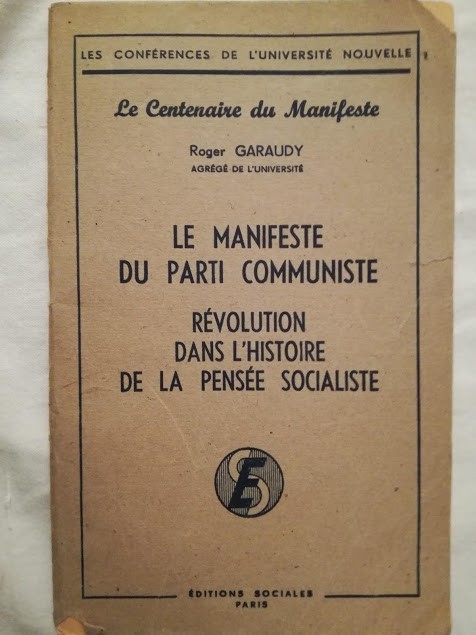 LES CONFÉRENCES DE L'UNIVERSITÉ NOUVELLE
Le Centenaire du Manifeste
Roger GARAUDY
AGRÉGÉ DE L'UNIVERSITÉ
LE MANIFESTE
DU PARTI COMMUNISTE
RÉVOLUTION
DANS L'HISTOIRE
DE LA PENSÉE SOCIALISTE
ES
ÉDITIONS SOCIALES
PARIS